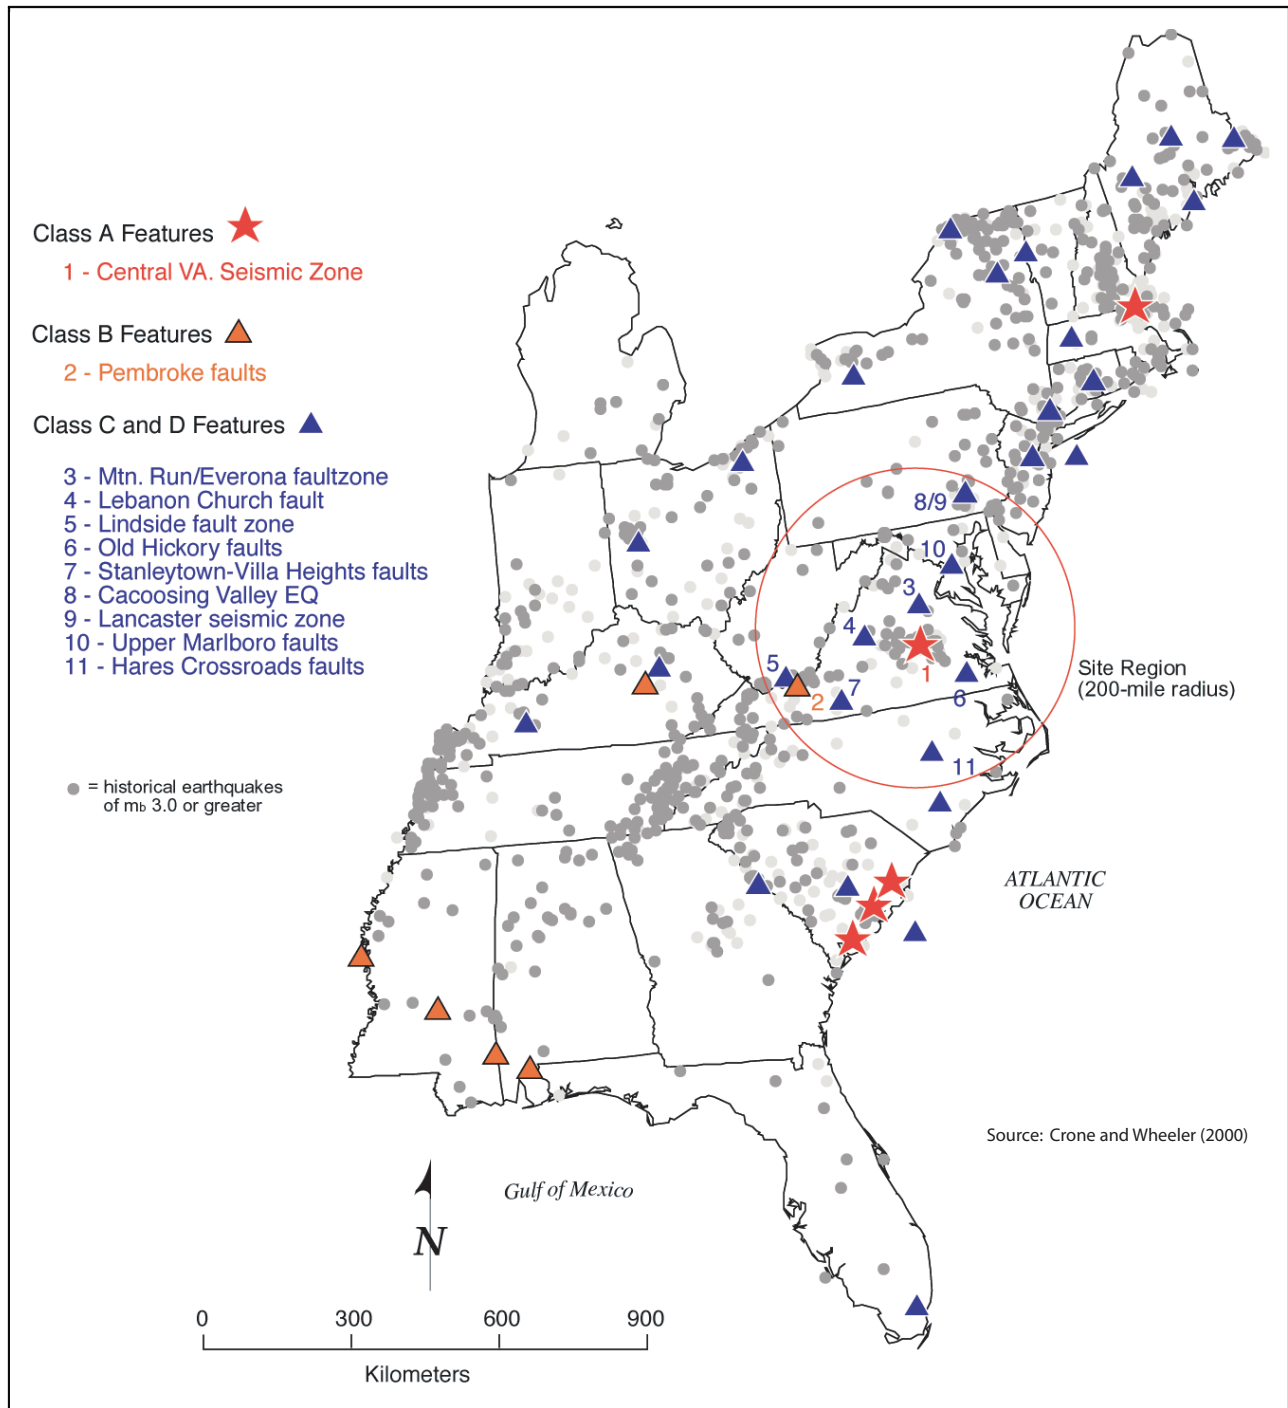 Class A Features
1 - Central VA. Seismic Zone
Class B Features
2 - Pembroke faults
Class C and D Features
3 - Mtn. Run/Everona faultzone
4 - Lebanon Church fault
5 - Lindside fault zone
6 - Old Hickory faults
7 - Stanleytown-Villa Heights faults
8 - Cacoosing Valley EQ
9 - Lancaster seismic zone
10 - Upper Marlboro faults
11 - Hares Crossroads faults
= historical earthquakes
of mb 3.0 or greater
8/9
10
3
4
5
1
7
2
6
11
Site Region
(200-mile radius)
ATLANTIC
OCEAN
Source: Crone and Wheeler (2000)
Gulf of Mexico
N
0 300 600 900
Kilometers